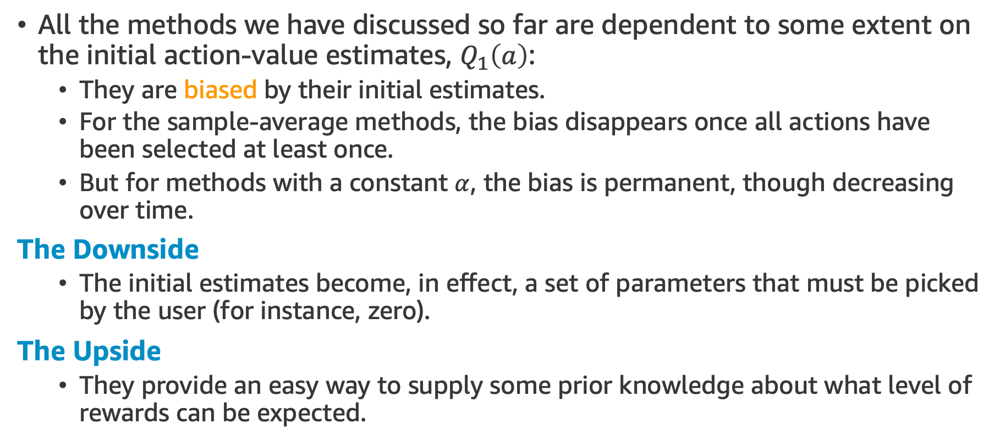 • All the methods we have discussed so far are dependent to some extent on
the initial action-value estimates, Q₁(a):
• They are biased by their initial estimates.
• For the sample-average methods, the bias disappears once all actions have
been selected at least once.
• But for methods with a constant α, the bias is permanent, though decreasing
over time.
The Downside
• The initial estimates become, in effect, a set of parameters that must be picked
by the user (for instance, zero).
The Upside
• They provide an easy way to supply some prior knowledge about what level of
rewards can be expected.